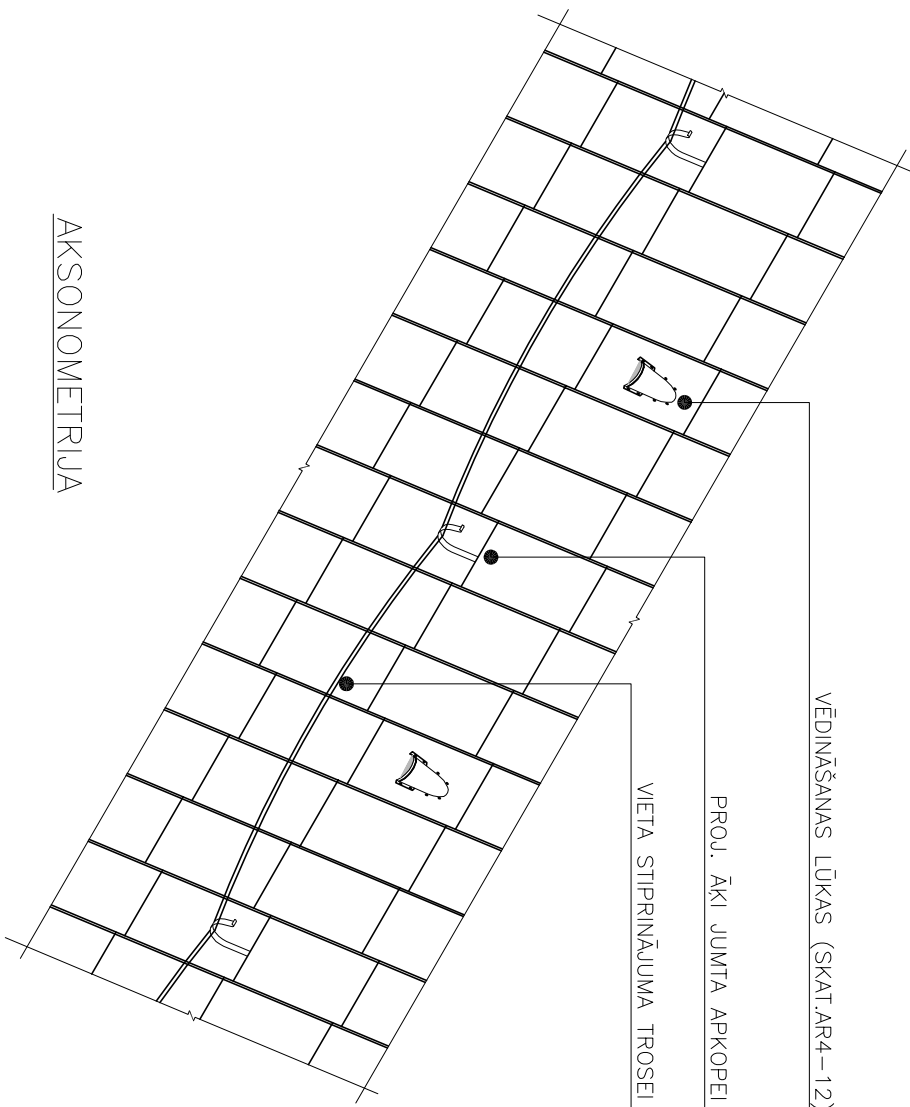 VĒDINĀŠANAS LŪKAS (SKAT.AR4–12)
PROJ. ĀĶI JUMTA APKOPEI
VIETA STIPRINĀJUMA TROSEI
AKSONOMETRIJA